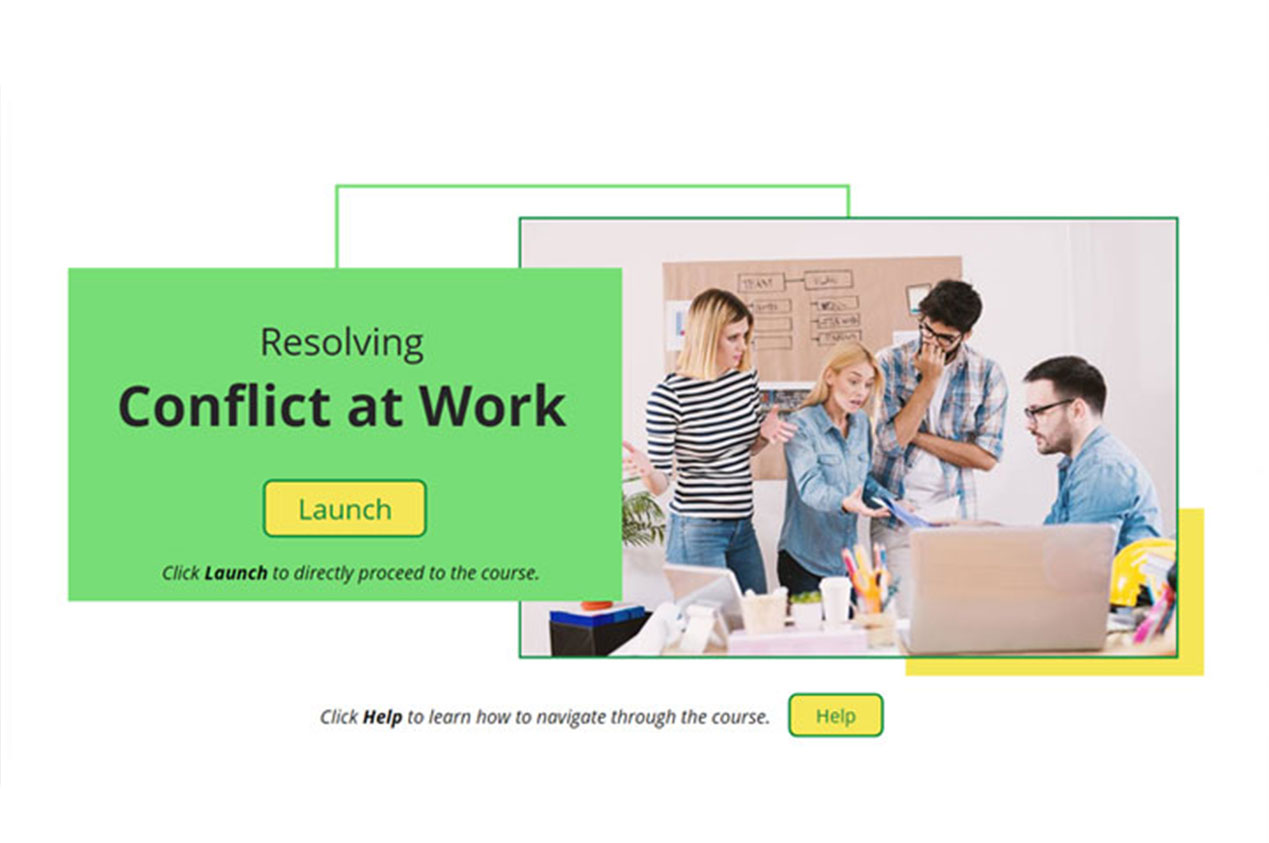 Resolving
Conflict at Work
Launch
Click Launch to directly proceed to the course.
TEAM
Click Help to learn how to navigate through the course.
Help